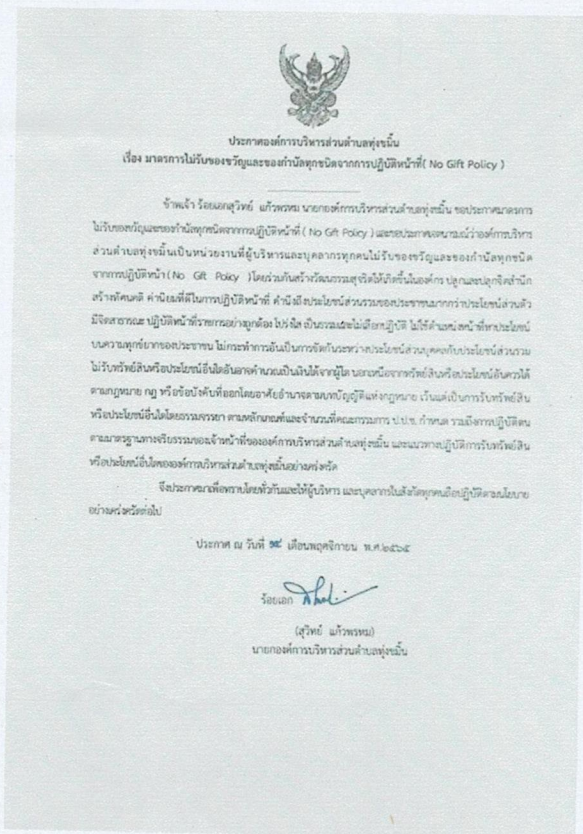 ประกาศองค์การบริหารส่วนตำบลทุ่งขมิ้น
เรื่อง มาตรการไม่รับของขวัญและของกำนัลทุกชนิดจากการปฏิบัติหน้าที่( No Gift Policy )
ข้าพเจ้า ร้อยเอกสุวิทย์ แก้วพรหม นายกองค์การบริหารส่วนตำบลทุ่งขมิ้น ขอประกาศมาตรการ
ไม่รับของขวัญและของกำนัลทุกชนิดจากการปฏิบัติหน้าที่ ( No Gift Policy ) และขอประกาศเจตนารมณ์ว่าองค์การบริหาร
ส่วนตำบลทุ่งขมิ้นเป็นหน่วยงานที่ผู้บริหารและบุคลากรทุกคนไม่รับของขวัญและของกำนัลทุกชนิด
จากการปฏิบัติหน้า ( No Gift Policy ) โดยร่วมกันสร้างวัฒนธรรมสุจริตให้เกิดขึ้นในองค์กร ปลูกและปลุกจิตสำนึก
สร้างทัศนคติ ค่านิยมที่ดีในการปฏิบัติหน้าที่ คำนึงถึงประโยชน์ส่วนรวมของประชาชนมากกว่าประโยชน์ส่วนตัว
มีจิตสาธารณะ ปฏิบัติหน้าที่ราชการอย่างถูกต้อง โปร่งใส เป็นธรรมและไม่เลือกปฏิบัติ ไม่ใช้ตำแหน่งหน้าที่หาประโยชน์
บนความทุกข์ยากของประชาชน ไม่กระทำการอันเป็นการขัดกันระหว่างประโยชน์ส่วนบุคคลกับประโยชน์ส่วนรวม
ไม่รับทรัพย์สินหรือประโยชน์อื่นใดอันอาจคำนวณเป็นเงินได้จากผู้ใด นอกเหนือจากทรัพย์สินหรือประโยชน์อันควรได้
ตามกฎหมาย กฎ หรือข้อบังคับที่ออกโดยอาศัยอำนาจตามบทบัญญัติแห่งกฎหมาย เว้นแต่เป็นการรับทรัพย์สิน
หรือประโยชน์อื่นใดโดยธรรมจรรยา ตามหลักเกณฑ์และจำนวนที่คณะกรรมการ ป.ป.ช. กำหนด รวมถึงการปฏิบัติตน
ตามมาตรฐานทางจริยธรรมของเจ้าหน้าที่ขององค์การบริหารส่วนตำบลทุ่งขมิ้น และแนวทางปฏิบัติการรับทรัพย์สิน
หรือประโยชน์อื่นใดขององค์การบริหารส่วนตำบลทุ่งขมิ้นอย่างเคร่งครัด
จึงประกาศมาเพื่อทราบโดยทั่วกันและให้ผู้บริหาร และบุคลากรในสังกัดทุกคนถือปฏิบัติตามนโยบาย
อย่างเคร่งครัดต่อไป
ประกาศ ณ วันที่ เดือนพฤศจิกายน พ.ศ.๒๕๖๕
ร้อยเอก
(สุวิทย์ แก้วพรหม)
นายกองค์การบริหารส่วนตำบลทุ่งขมิ้น